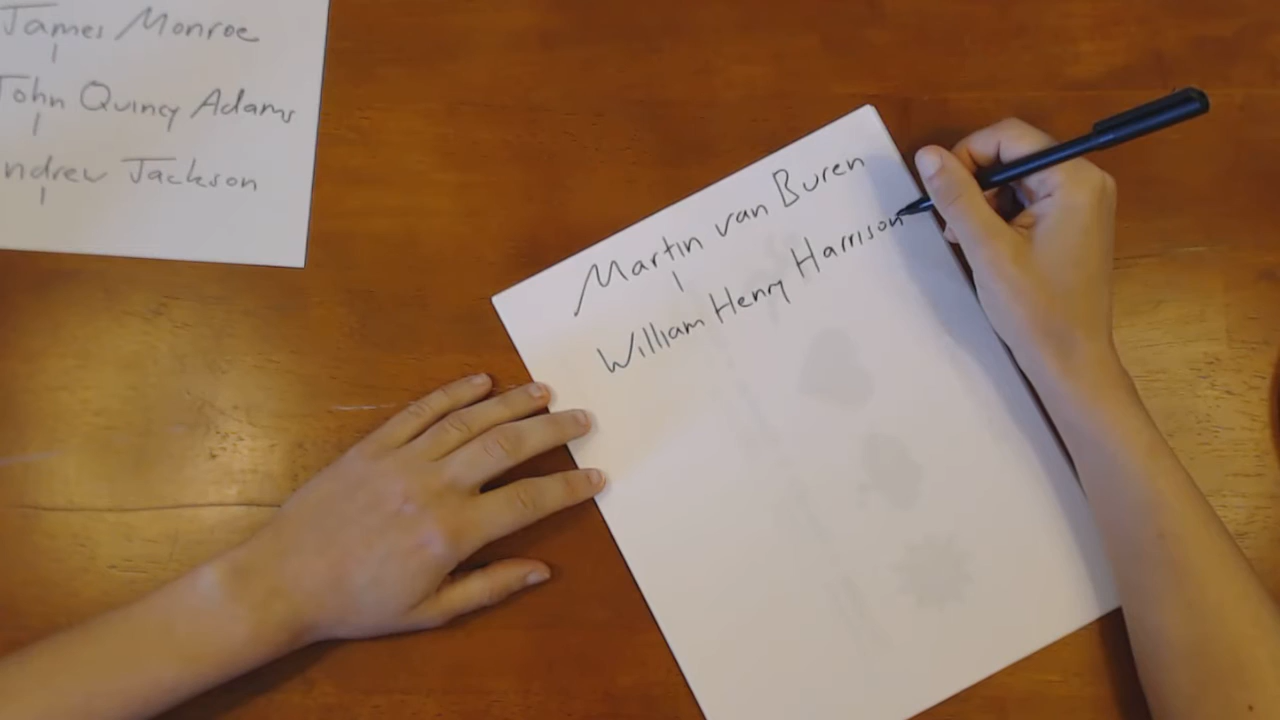 James Monroe
John Quincy Adams
ndrew Jackson
Martin van Buren
William Henry Harrison